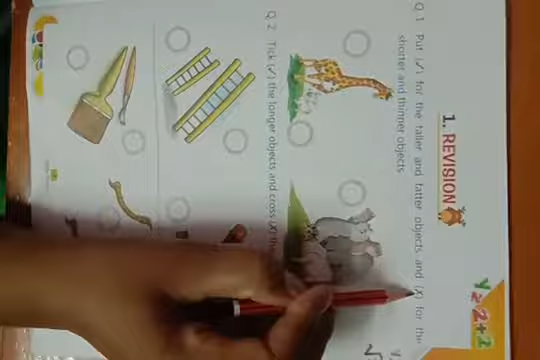 1. REVISION
Q. 1 Put (✓) for the taller and fatter objects and (X) for the
shorter and thinner objects
Q. 2 Tick (✓) the longer objects and cross (X) the